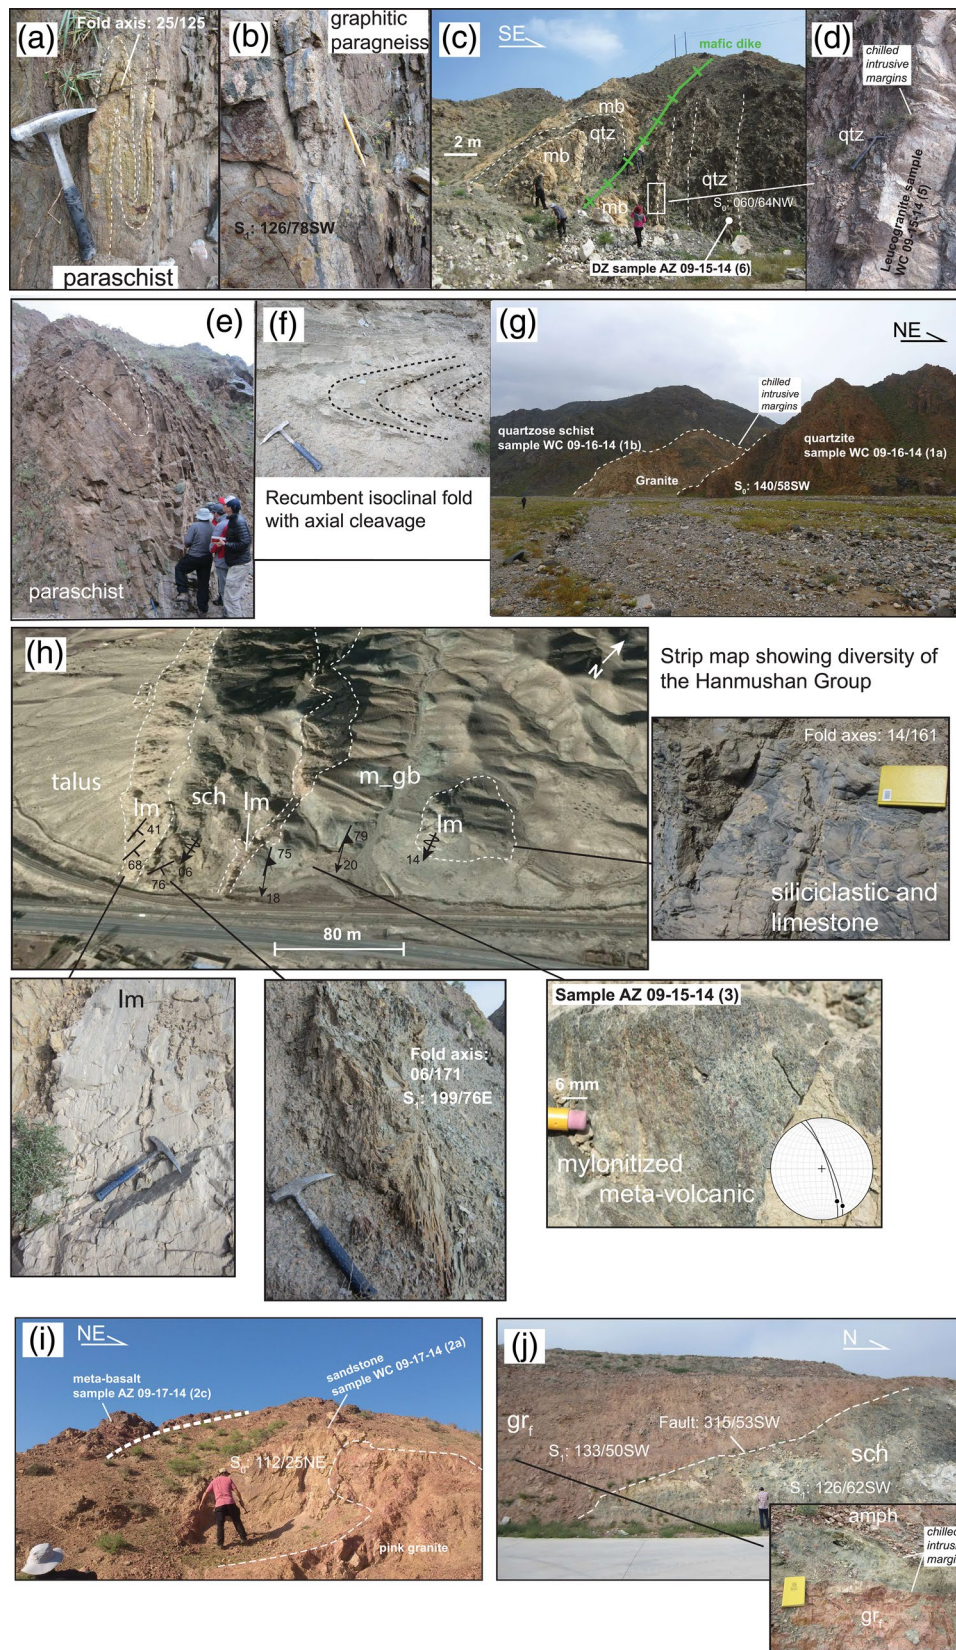 (a)
Fold axis: 25/125
paraschist
(b)
graphitic
paragneiss
S1: 126/78SW
(c)
SE
mafic dike
mb
qtz
mb
2 m
mb
qtz
S0: 060/64NW
DZ sample AZ 09-15-14 (6)
(d)
chilled
intrusive
margins
qtz
Leucogranite sample
WC 09-15-14 (5)
(e)
paraschist
(f)
Recumbent isoclinal fold
with axial cleavage
(g)
NE
chilled
intrusive
margins
quartzose schist
sample WC 09-16-14 (1b)
quartzite
sample WC 09-16-14 (1a)
Granite
S0: 140/58SW
(h)
N
talus
lm
sch
lm
m_gb
lm
41
68
76
06
75
18
79
20
14
80 m
Strip map showing diversity of
the Hanmushan Group
Fold axes: 14/161
siliciclastic and
limestone
lm
Fold axis:
06/171
S1: 199/76E
Sample AZ 09-15-14 (3)
6 mm
mylonitized
meta-volcanic
(i)
NE
meta-basalt
sample AZ 09-17-14 (2c)
sandstone
sample WC 09-17-14 (2a)
S0: 112/25NE
pink granite
(j)
N
grf
S1: 133/50SW
Fault: 315/53SW
sch
S1: 126/62SW
amph
chilled
intrus
margi
grf